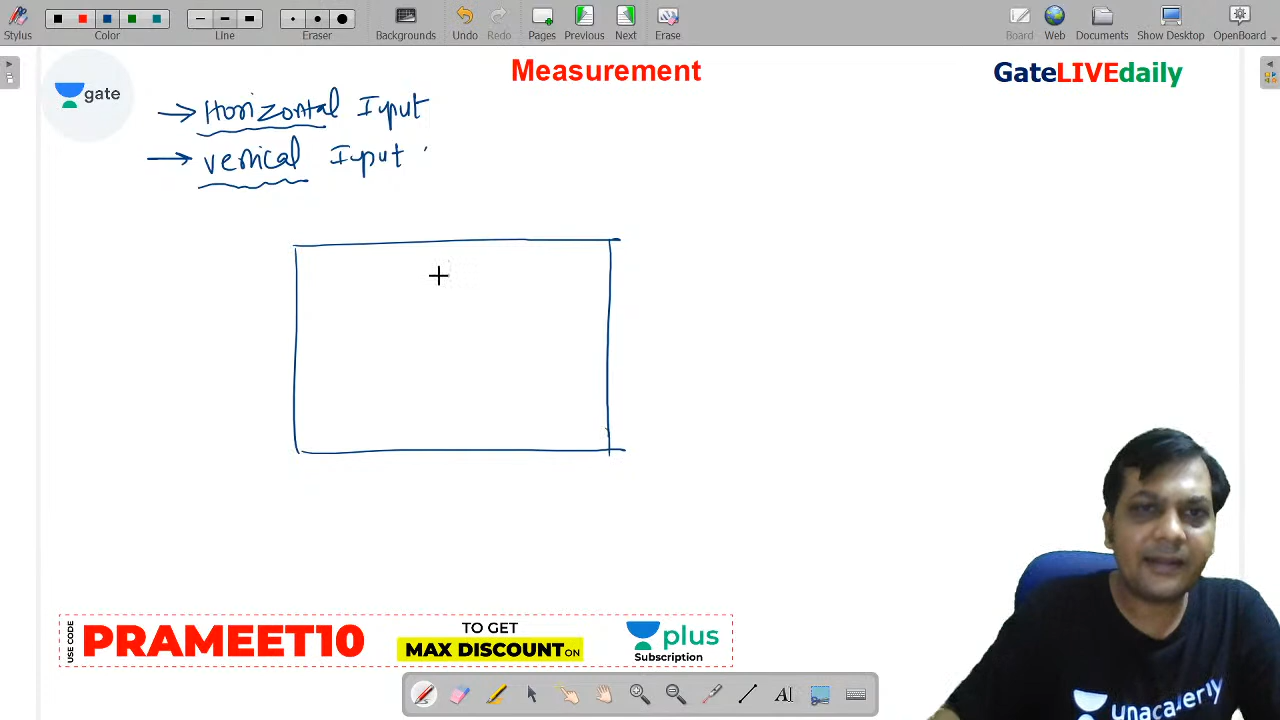 Stylus
Color
Line
Eraser
Backgrounds
Undo
Redo
Pages
Previous
Next
Erase
Board
Web
Documents
Show Desktop
OpenBoard
gate
Measurement
GateLIVEdaily
→ Horizontal Input
→ vertical Input
USE CODE
PRAMEET10
TO GET
MAX DISCOUNT ON
plus
Subscription
unacademy